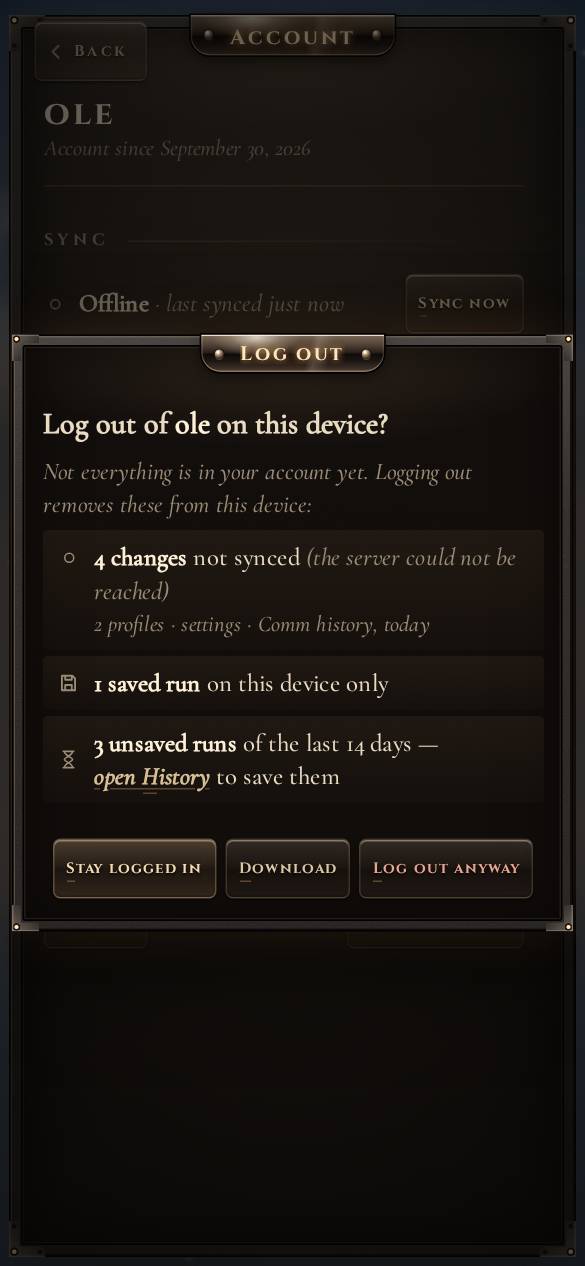 Account
Back
OLE
Account since September 30, 2026
SYNC
Offline · last synced just now
Sync now
Log out
Log out of ole on this device?
Not everything is in your account yet. Logging out
removes these from this device:
4 changes not synced (the server could not be
reached)
2 profiles · settings · Comm history, today
1 saved run on this device only
3 unsaved runs of the last 14 days —
open History to save them
Stay logged in
Download
Log out anyway